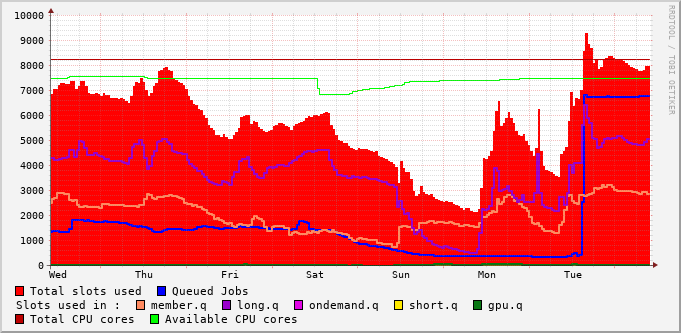 10000
9000
8000
7000
6000
5000
4000
3000
2000
1000
0
Wed Thu Fri Sat Sun Mon Tue
RRDTOOL / TOBI OETIKER
Total slots used Queued Jobs
Slots used in : member.q long.q ondemand.q short.q gpu.q
Total CPU cores Available CPU cores